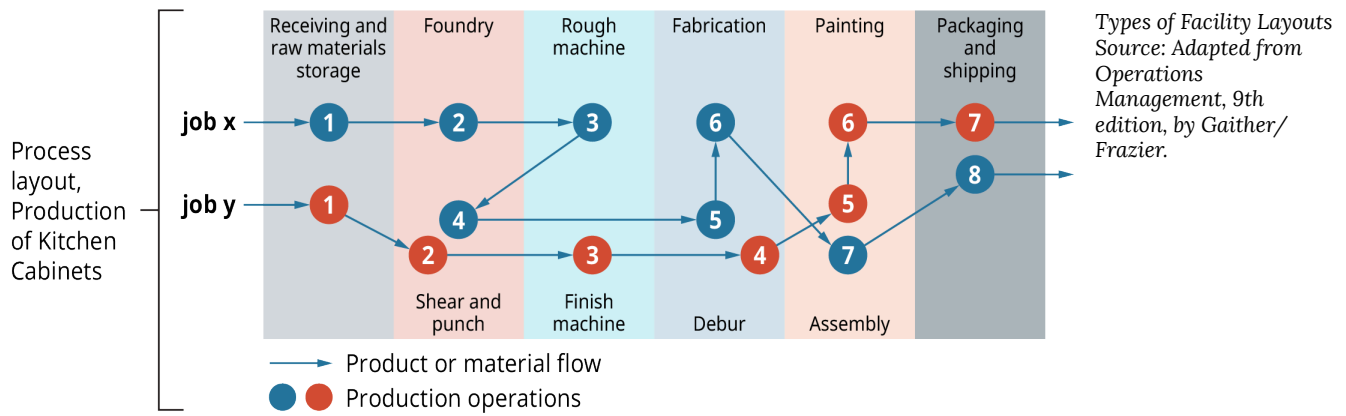 Process
layout,
Production
of Kitchen
Cabinets
Receiving and
raw materials
storage
Foundry
Rough
machine
Fabrication
Painting
Packaging
and
shipping
job x
1
2
3
6
6
7
job y
1
4
5
5
8
2
3
4
7
Shear and
punch
Finish
machine
Debur
Assembly
Product or material flow
Production operations
Types of Facility Layouts
Source: Adapted from
Operations
Management, 9th
edition, by Gaither/
Frazier.